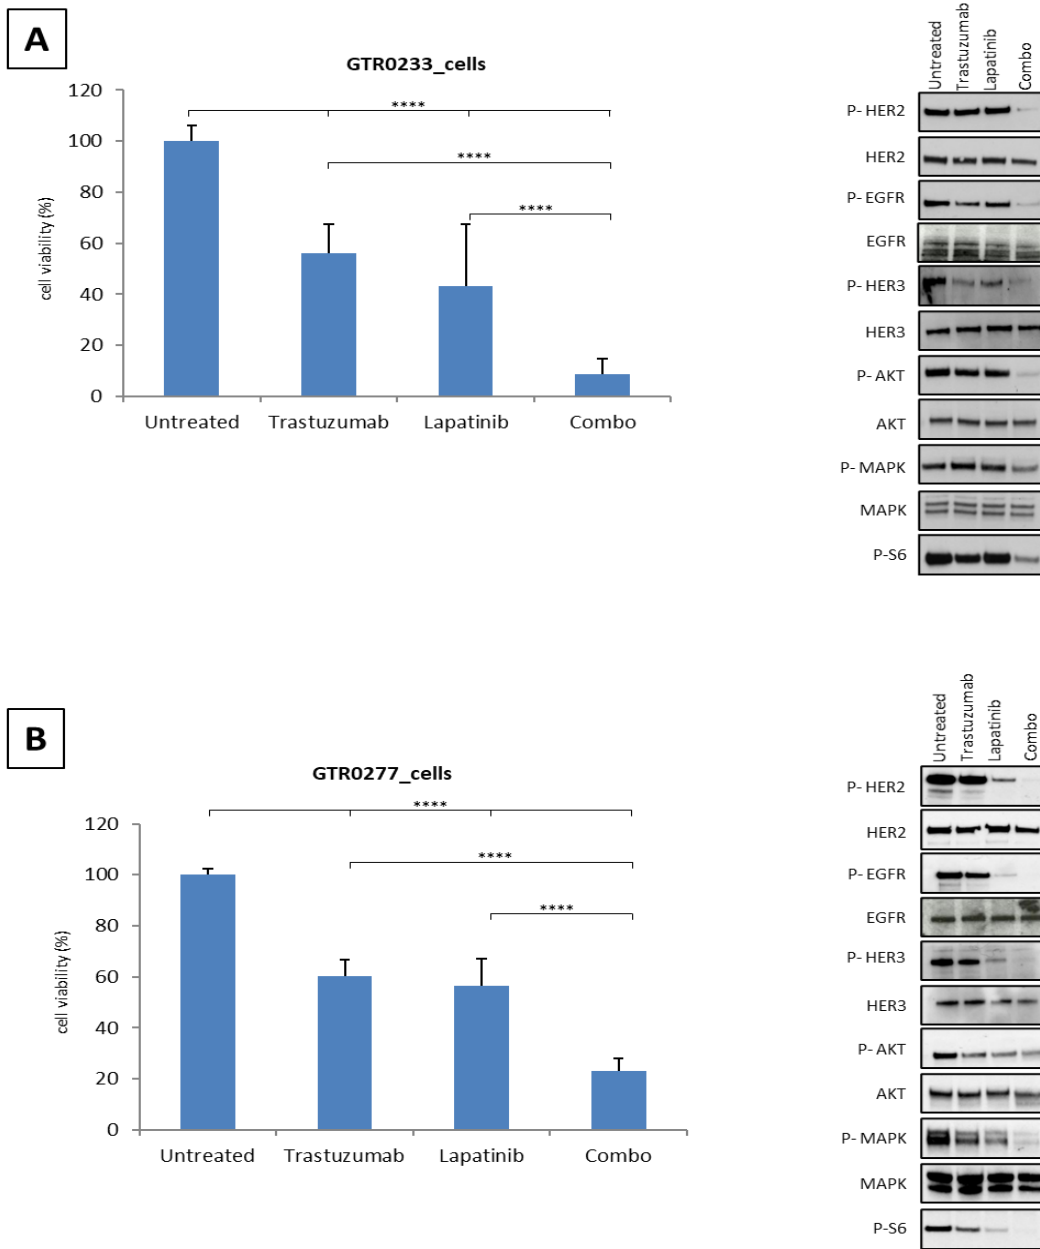 A
GTR0233_cells
cell viability (%)
120
100
80
60
40
20
0
****
****
****
Untreated Trastuzumab Lapatinib Combo
Untreated Trastuzumab Lapatinib Combo
P- HER2
HER2
P- EGFR
EGFR
P- HER3
HER3
P- AKT
AKT
P- MAPK
MAPK
P-S6
B
GTR0277_cells
cell viability (%)
120
100
80
60
40
20
0
****
****
****
Untreated Trastuzumab Lapatinib Combo
Untreated Trastuzumab Lapatinib Combo
P- HER2
HER2
P- EGFR
EGFR
P- HER3
HER3
P- AKT
AKT
P- MAPK
MAPK
P-S6